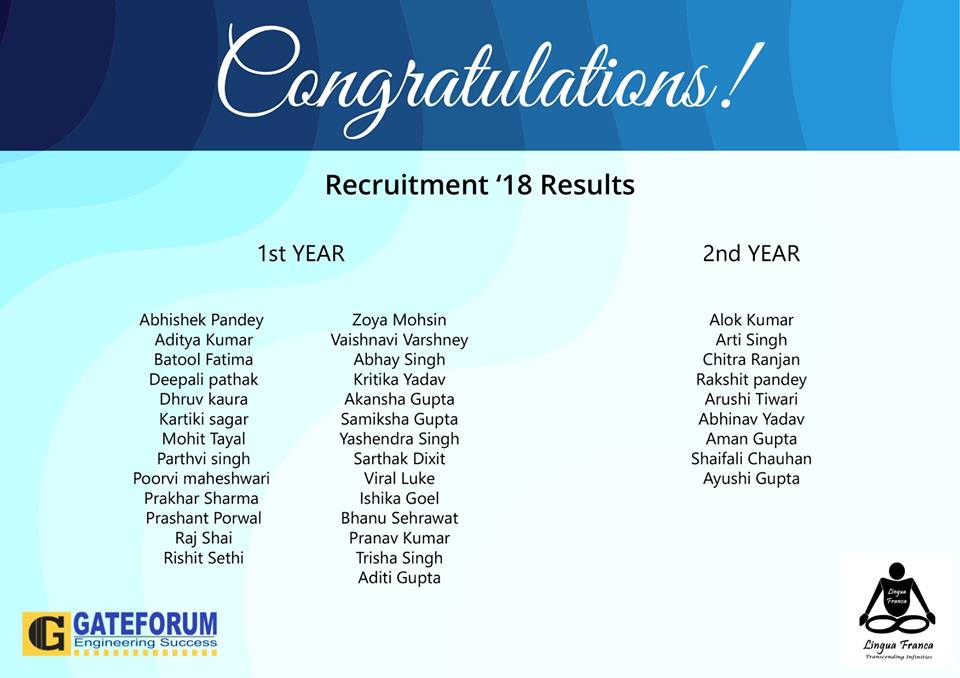 Congratulations!
Recruitment ‘18 Results
1st YEAR
Abhishek Pandey
Aditya Kumar
Batool Fatima
Deepali pathak
Dhruv kaura
Kartiki sagar
Mohit Tayal
Parthvi singh
Poorvi maheshwari
Prakhar Sharma
Prashant Porwal
Raj Shai
Rishit Sethi
Zoya Mohsin
Vaishnavi Varshney
Abhay Singh
Kritika Yadav
Akansha Gupta
Samiksha Gupta
Yashendra Singh
Sarthak Dixit
Viral Luke
Ishika Goel
Bhanu Sehrawat
Pranav Kumar
Trisha Singh
Aditi Gupta
2nd YEAR
Alok Kumar
Arti Singh
Chitra Ranjan
Rakshit pandey
Arushi Tiwari
Abhinav Yadav
Aman Gupta
Shaifali Chauhan
Ayushi Gupta
G GATEFORUM
Engineering Success
Lingua
Franca
Lingua Franca
Transcending Infinities